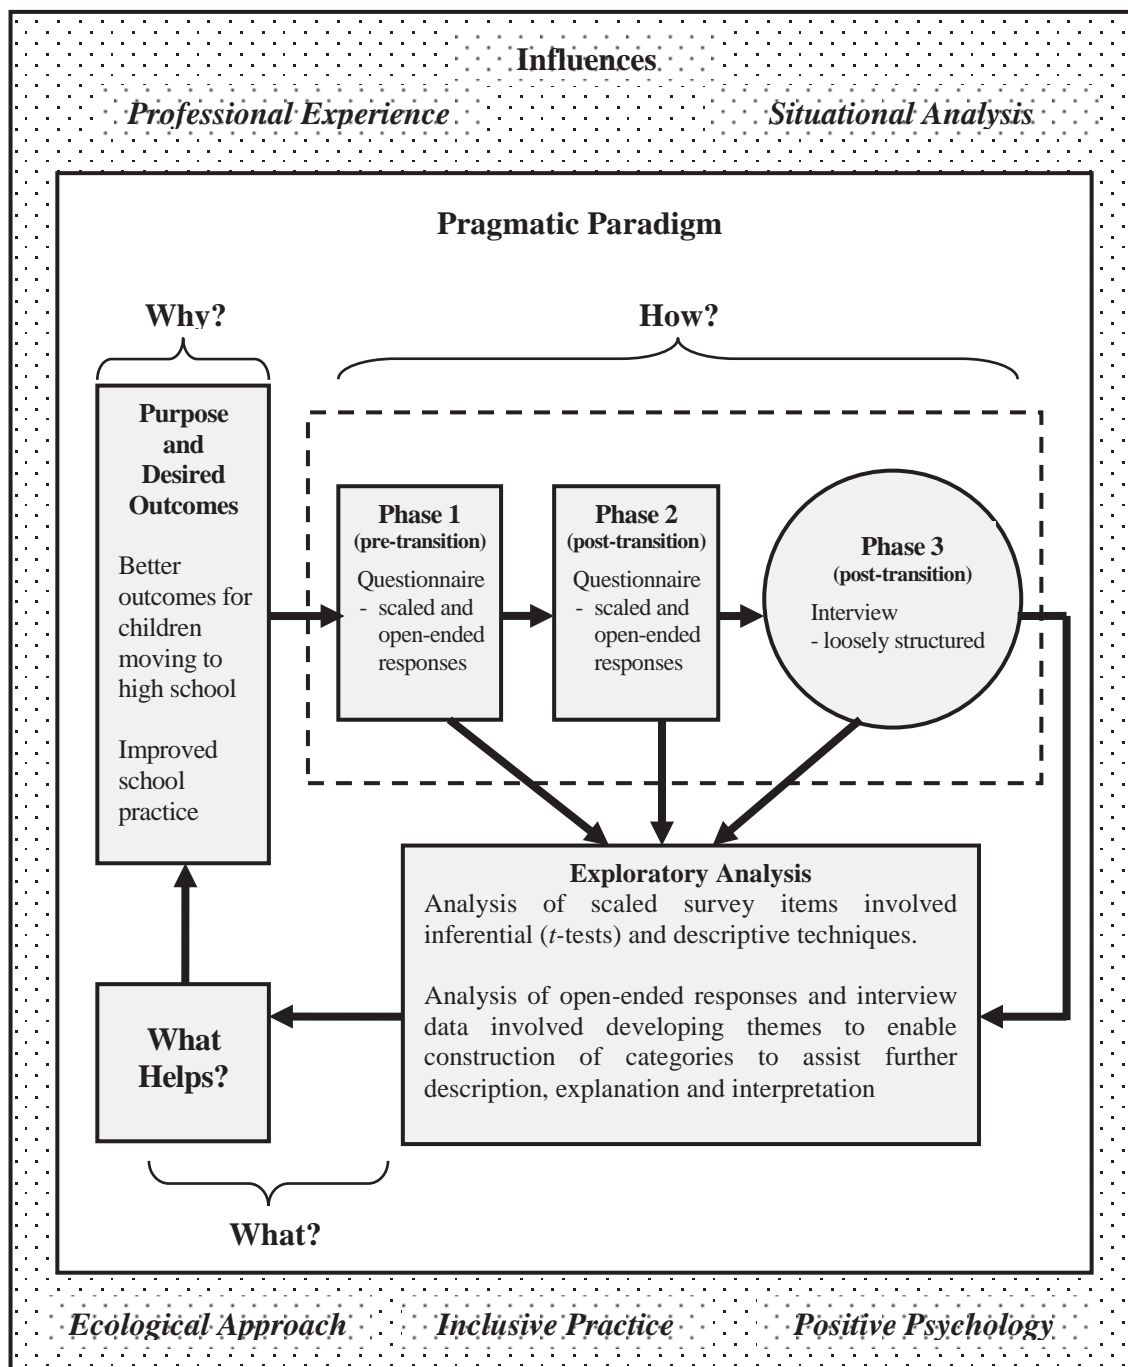 Influences
Professional Experience
Situational Analysis
Pragmatic Paradigm
Why?
How?
Purpose
and
Desired
Outcomes
Better
outcomes for
children
moving to
high school
Improved
school
practice
Phase 1
(pre-transition)
Questionnaire
- scaled and
open-ended
responses
Phase 2
(post-transition)
Questionnaire
- scaled and
open-ended
responses
Phase 3
(post-transition)
Interview
- loosely structured
Exploratory Analysis
Analysis of scaled survey items involved
inferential (t-tests) and descriptive techniques.
Analysis of open-ended responses and interview
data involved developing themes to enable
construction of categories to assist further
description, explanation and interpretation
What
Helps?
What?
Ecological Approach
Inclusive Practice
Positive Psychology